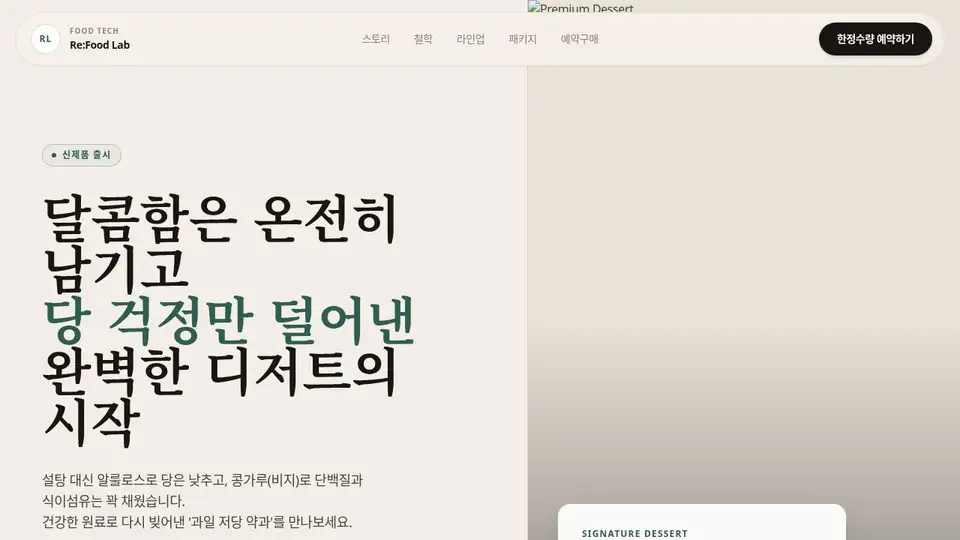 Premium Dessert
RL
FOOD TECH
Re:Food Lab
스토리
철학
라인업
패키지
예약구매
한정수량 예약하기
신제품 출시
달콤함은 온전히
남기고
당 걱정만 덜어낸
완벽한 디저트의
시작
설탕 대신 알룰로스로 당은 낮추고, 콩가루(비지)로 단백질과
식이섬유는 꽉 채웠습니다.
건강한 원료로 다시 빚어낸 '과일 저당 약과'를 만나보세요.
SIGNATURE DESSERT